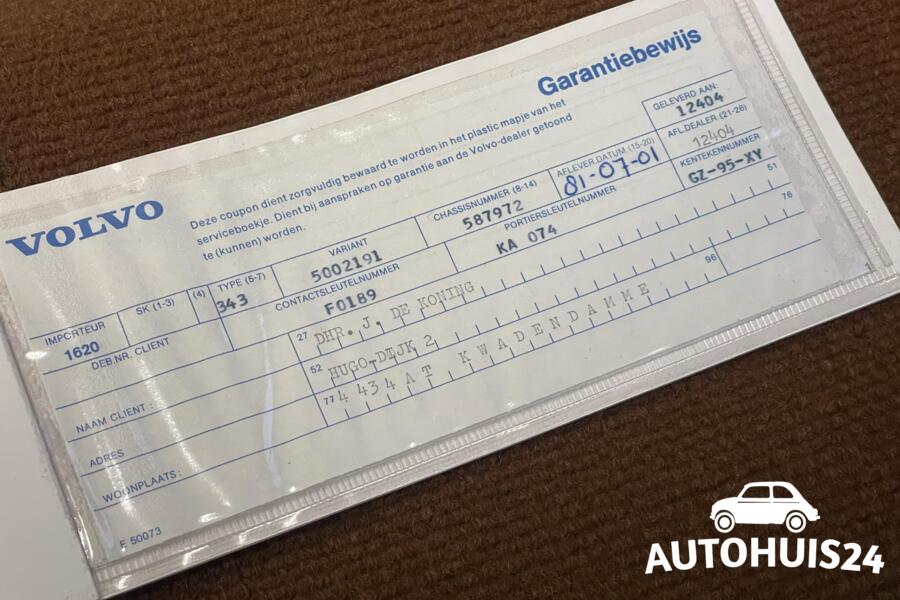 Garantiebewijs
VOLVO
Deze coupon dient zorgvuldig bewaard te worden in het plastic mapje van het
serviceboekje. Dient bij aanspraken op garantie aan de Volvo-dealer getoond
te (kunnen) worden.
GELEVERD AAN:
12404
IMPORTEUR
1620
SK (1-3)
(4)
TYPE (5-7)
343
VARIANT
5002191
CHASSISNUMMER (8-14)
587972
AFLEVER.DATUM (15-20)
81-07-01
AFL.DEALER (21-26)
12404
DEB.NR. CLIENT
CONTACTSLEUTELNUMMER
F0189
PORTIERSLEUTELNUMMER
KA 074
KENTEKENNUMMER
GZ-95-XY
NAAM CLIENT:
27 DHR. J. DE KONING 51
ADRES
52 HUGO-DIJK 2 76
WOONPLAATS:
77 4 434AT KWADENDAMME 96
F. 50073
AUTOHUIS24